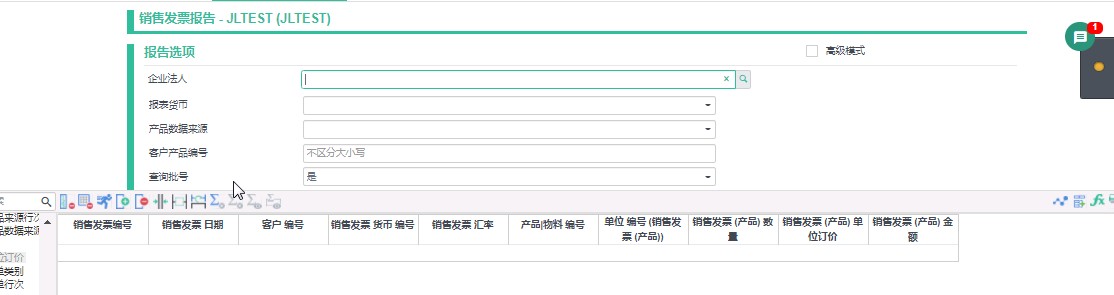 销售发票报告 - JLTEST (JLTEST)
报告选项
高级模式
1
企业法人
报表货币
产品数据来源
客户产品编号
不区分大小写
查询批号
是
fx
品来源行次
品数据来源
位订价
单类别
单行次
销售发票编号
销售发票 日期
客户 编号
销售发票 货币 编号
销售发票 汇率
产品|物料 编号
单位 编号 (销售发
票 (产品))
销售发票 (产品) 数
量
销售发票 (产品) 单
位订价
销售发票 (产品) 金
额